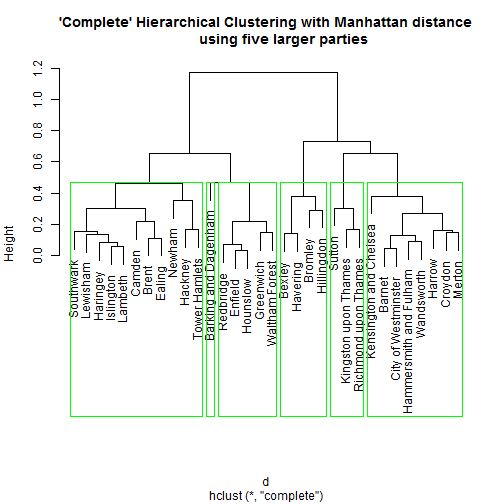 'Complete' Hierarchical Clustering with Manhattan distance
using five larger parties
Height
1.2
1.0
0.8
0.6
0.4
0.2
0.0
Southwark
Lewisham
Haringey
Islington
Lambeth
Camden
Brent
Ealing
Newham
Hackney
Tower Hamlets
Barking and Dagenham
Redbridge
Enfield
Hounslow
Greenwich
Waltham Forest
Bexley
Havering
Bromley
Hillingdon
Sutton
Kingston upon Thames
Richmond upon Thames
Kensington and Chelsea
Barnet
City of Westminster
Hammersmith and Fulham
Wandsworth
Harrow
Croydon
Merton
d
hclust (*, "complete")